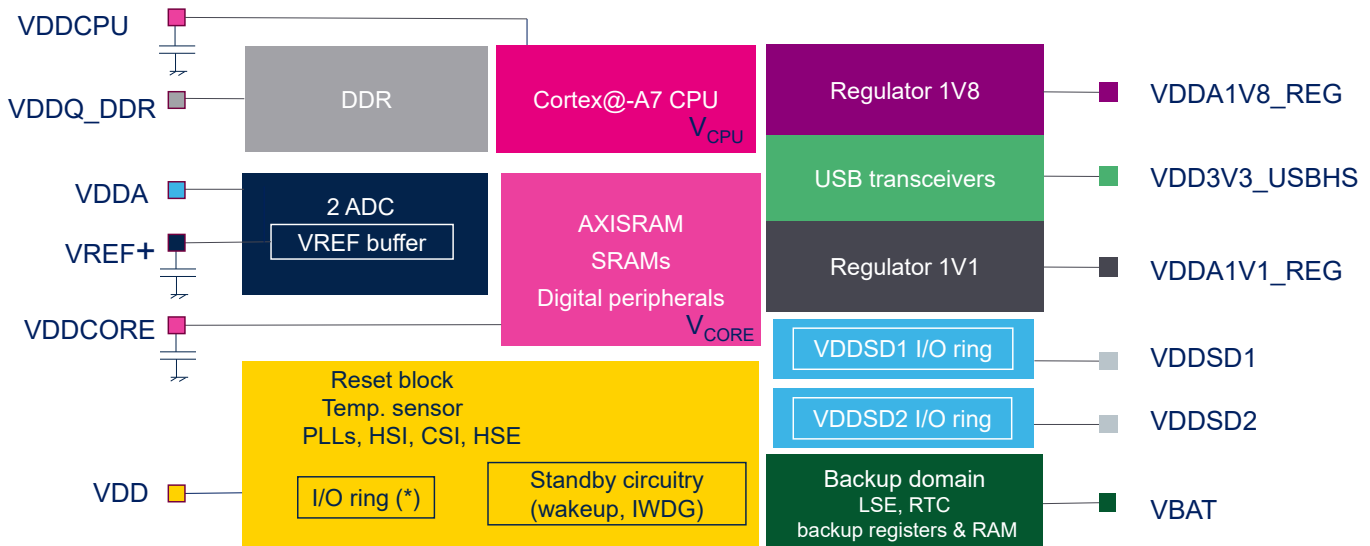 VDDCPU
VDDQ_DDR
VDDA
VREF+
VDDCORE
VDD
DDR
Cortex@-A7 CPU
VCPU
2 ADC
VREF buffer
AXISRAM
SRAMs
Digital peripherals
VCORE
Reset block
Temp. sensor
PLLs, HSI, CSI, HSE
I/O ring (*)
Standby circuitry
(wakeup, IWDG)
Regulator 1V8
USB transceivers
Regulator 1V1
VDDSD1 I/O ring
VDDSD2 I/O ring
Backup domain
LSE, RTC
backup registers & RAM
VDDA1V8_REG
VDD3V3_USBHS
VDDA1V1_REG
VDDSD1
VDDSD2
VBAT